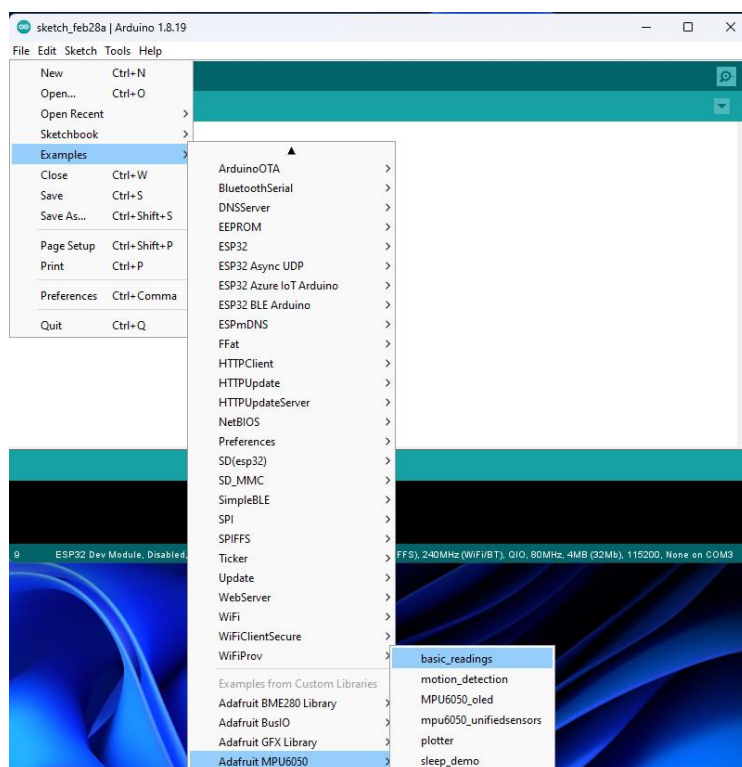 sketch_feb28a | Arduino 1.8.19
File Edit Sketch Tools Help
New Ctrl+N
Open... Ctrl+O
Open Recent
Sketchbook
Examples
Close Ctrl+W
Save Ctrl+S
Save As... Ctrl+Shift+S
Page Setup Ctrl+Shift+P
Print Ctrl+P
Preferences Ctrl+Comma
Quit Ctrl+Q
ArduinoOTA
BluetoothSerial
DNSServer
EEPROM
ESP32
ESP32 Async UDP
ESP32 Azure IoT Arduino
ESP32 BLE Arduino
ESPmDNS
FFat
HTTPClient
HTTPUpdate
HTTPUpdateServer
NetBIOS
Preferences
SD(esp32)
SD_MMC
SimpleBLE
SPI
SPIFFS
Ticker
Update
WebServer
WiFi
WiFiClientSecure
WiFiProv
Examples from Custom Libraries
Adafruit BME280 Library
Adafruit BusIO
Adafruit GFX Library
Adafruit MPU6050
basic_readings
motion_detection
MPU6050_oled
mpu6050_unifiedsensors
plotter
sleep_demo
9 ESP32 Dev Module, Disabled, FFS), 240MHz (WiFi/BT), QIO, 80MHz, 4MB (32Mb), 115200, None on COM3